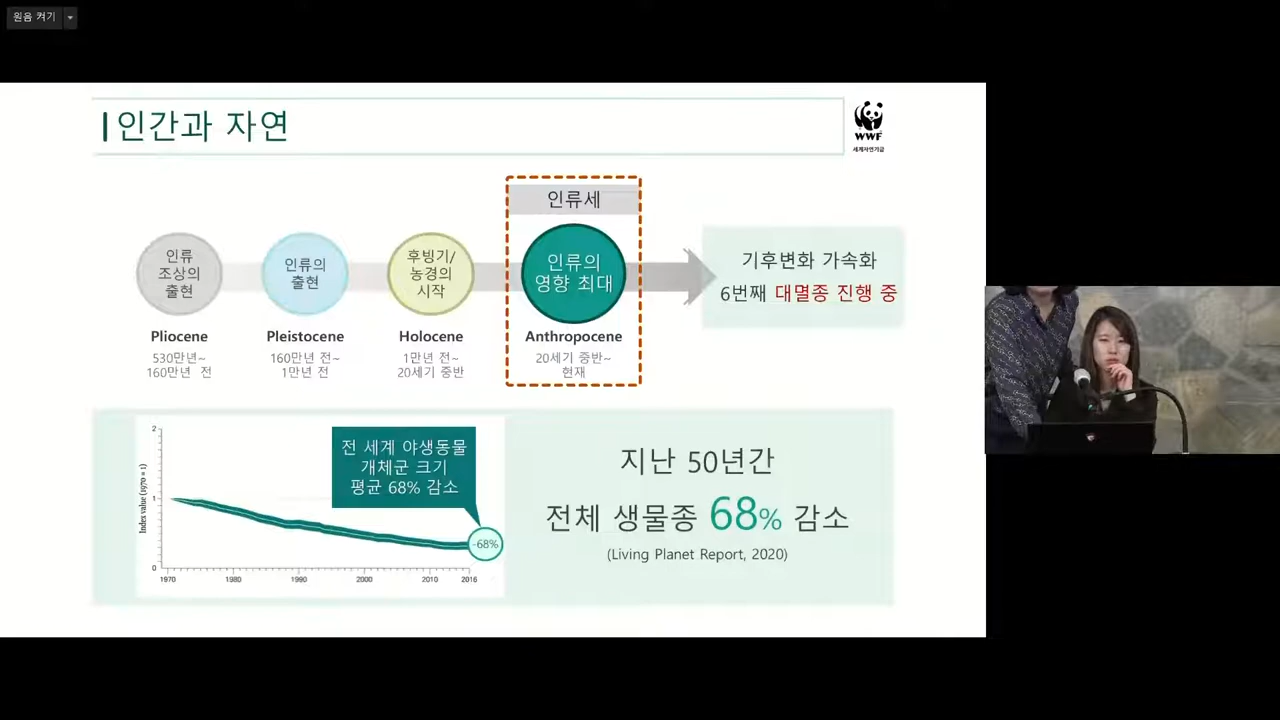 원음 켜기
인간과 자연
WWF
세계자연기금
인류세
인류
조상의
출현
인류의
출현
후빙기/
농경의
시작
인류의
영향 최대
기후변화 가속화
6번째 대멸종 진행 중
Pliocene
530만년~
160만년 전
Pleistocene
160만년 전~
1만년 전
Holocene
1만년 전~
20세기 중반
Anthropocene
20세기 중반~
현재
Index value (1970 = 1)
2
1
0
1970
1980
1990
2000
2010
2016
전 세계 야생동물
개체군 크기
평균 68% 감소
-68%
지난 50년간
전체 생물종 68% 감소
(Living Planet Report, 2020)